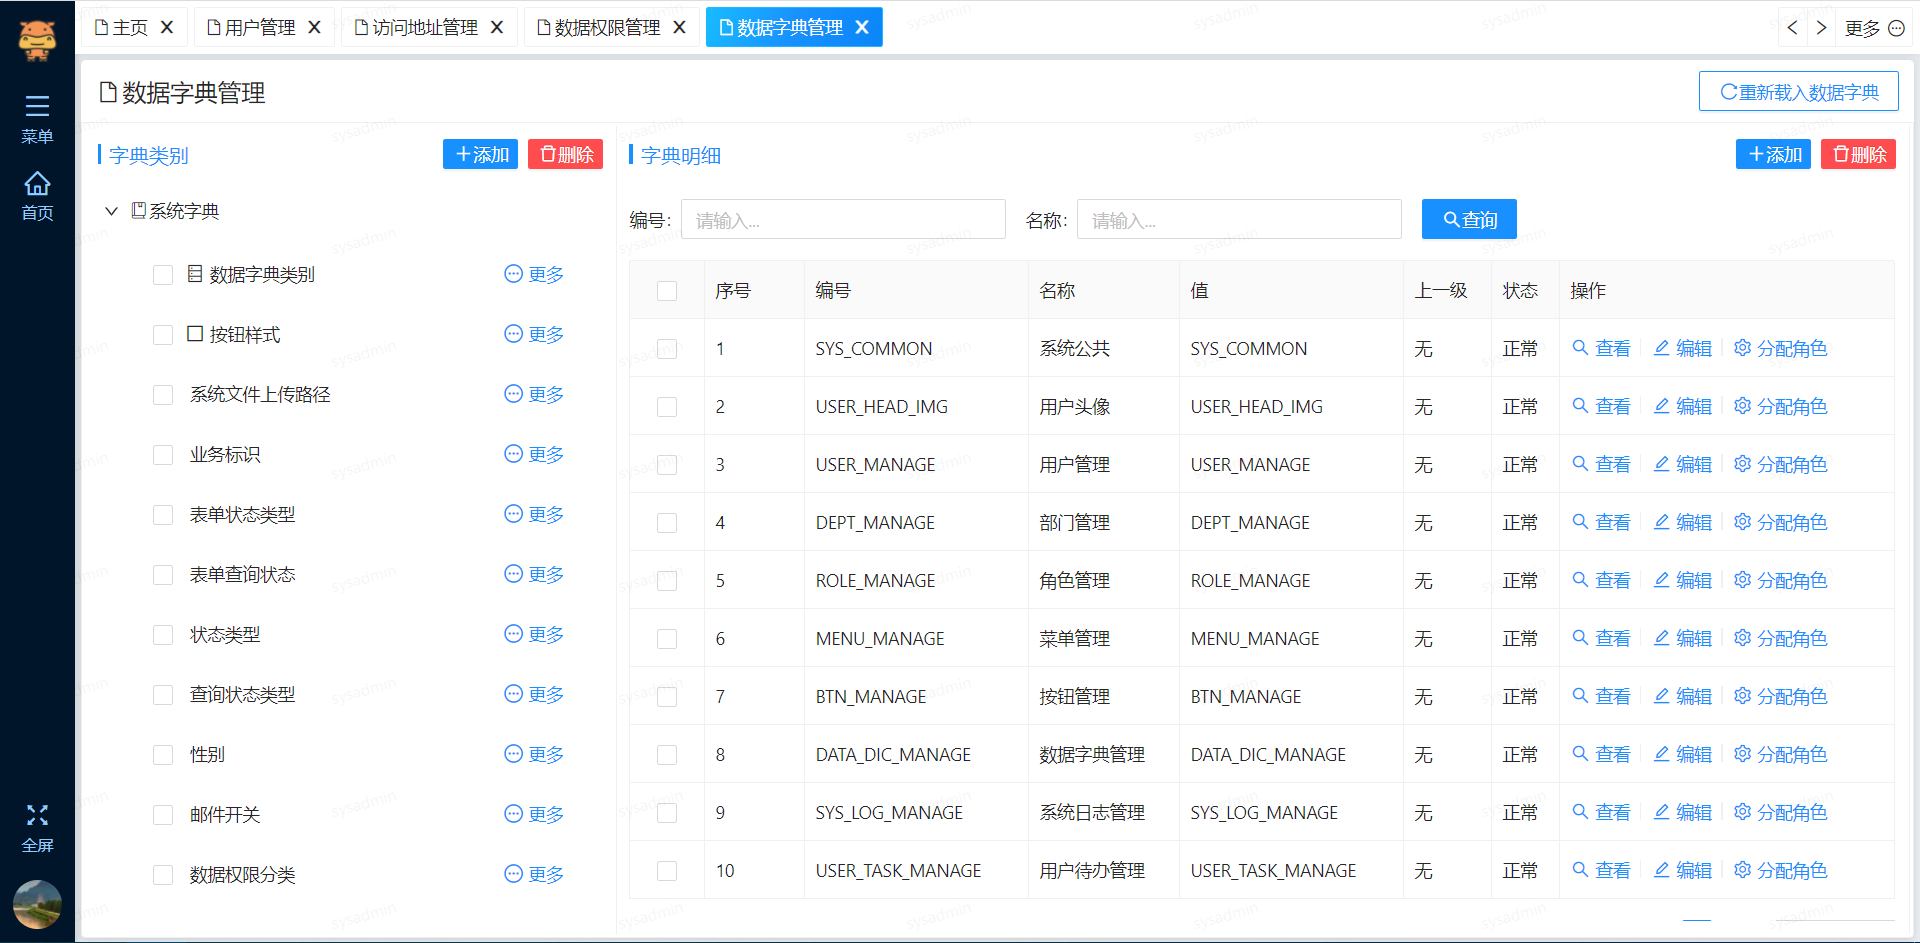 主页 用户管理 访问地址管理 数据权限管理 数据字典管理 更多
菜单
首页
全屏
数据字典管理 重新载入数据字典
字典类别 添加 删除
系统字典
数据字典类别 更多
按钮样式 更多
系统文件上传路径 更多
业务标识 更多
表单状态类型 更多
表单查询状态 更多
状态类型 更多
查询状态类型 更多
性别 更多
邮件开关 更多
数据权限分类 更多
字典明细 添加 删除
编号: 请输入... 名称: 请输入... 查询
序号 编号 名称 值 上一级 状态 操作
1 SYS_COMMON 系统公共 SYS_COMMON 无 正常 查看 编辑 分配角色
2 USER_HEAD_IMG 用户头像 USER_HEAD_IMG 无 正常 查看 编辑 分配角色
3 USER_MANAGE 用户管理 USER_MANAGE 无 正常 查看 编辑 分配角色
4 DEPT_MANAGE 部门管理 DEPT_MANAGE 无 正常 查看 编辑 分配角色
5 ROLE_MANAGE 角色管理 ROLE_MANAGE 无 正常 查看 编辑 分配角色
6 MENU_MANAGE 菜单管理 MENU_MANAGE 无 正常 查看 编辑 分配角色
7 BTN_MANAGE 按钮管理 BTN_MANAGE 无 正常 查看 编辑 分配角色
8 DATA_DIC_MANAGE 数据字典管理 DATA_DIC_MANAGE 无 正常 查看 编辑 分配角色
9 SYS_LOG_MANAGE 系统日志管理 SYS_LOG_MANAGE 无 正常 查看 编辑 分配角色
10 USER_TASK_MANAGE 用户待办管理 USER_TASK_MANAGE 无 正常 查看 编辑 分配角色
sysadmin